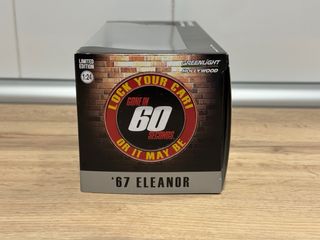 LIMITED
EDITION
1:24
GREENLIGHT
HOLLYWOOD
LOCK YOUR CAR!
GONE IN
60
SECONDS
OR IT MAY BE
'67 ELEANOR